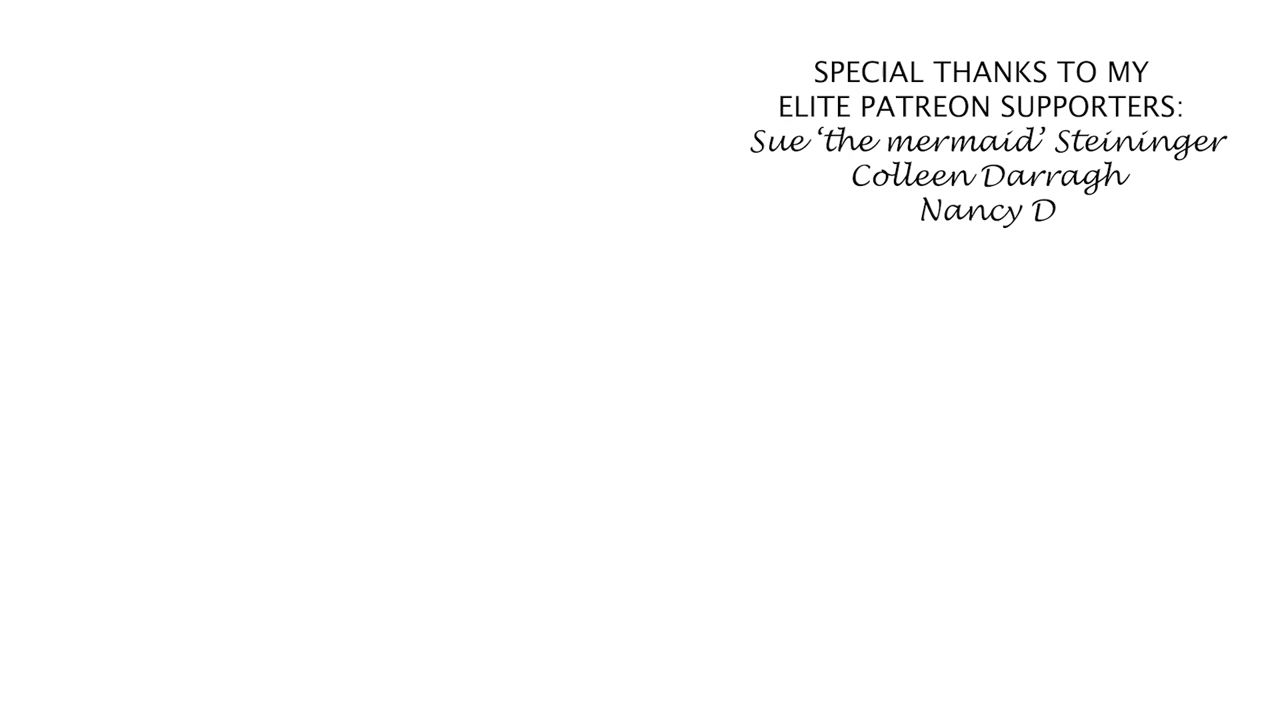 SPECIAL THANKS TO MY
ELITE PATREON SUPPORTERS:
Sue ‘the mermaid’ Steininger
Colleen Darragh
Nancy D